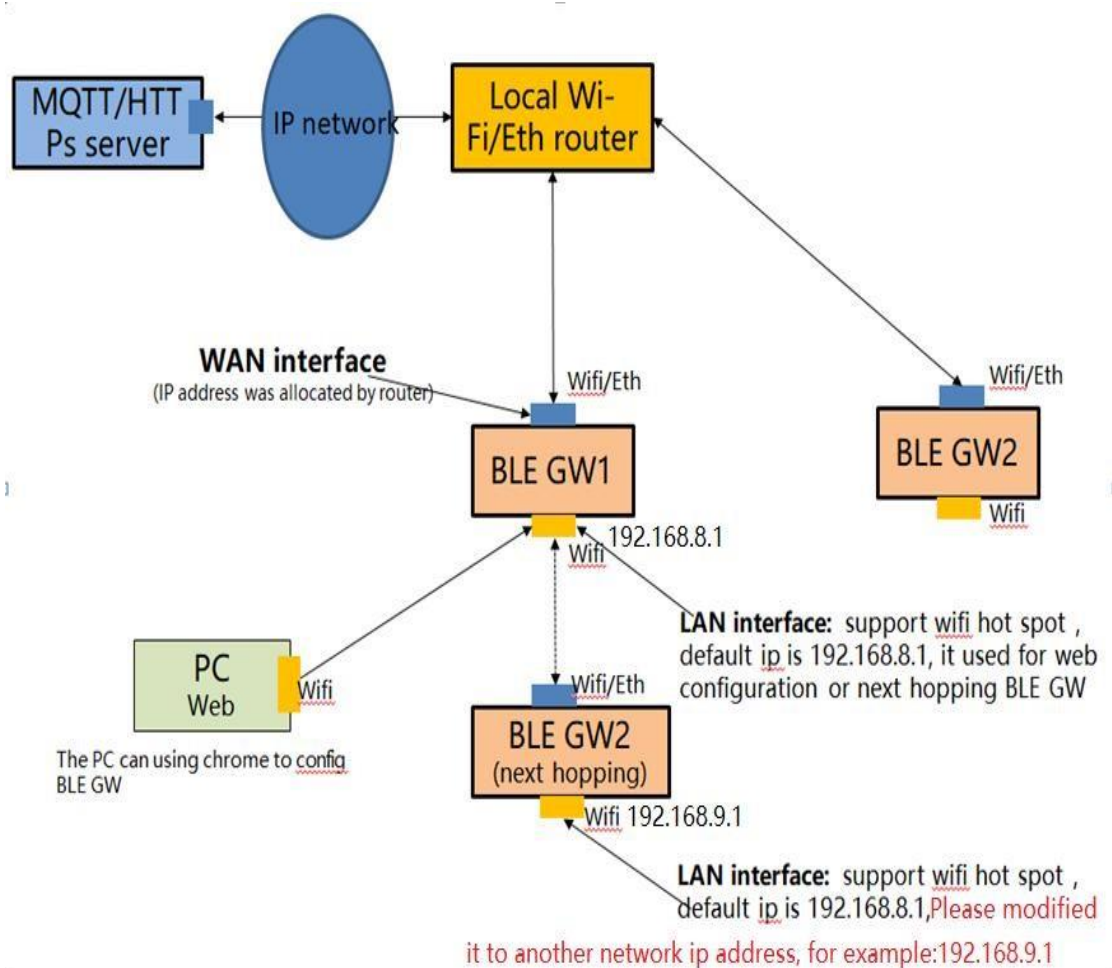 MQTT/HTT
Ps server
IP network
Local Wi-
Fi/Eth router
WAN interface
(IP address was allocated by router)
Wifi/Eth
Wifi/Eth
BLE GW1
BLE GW2
Wifi
192.168.8.1
Wifi
LAN interface: support wifi hot spot ,
default ip is 192.168.8.1, it used for web
configuration or next hopping BLE GW
PC
Web
Wifi
The PC can using chrome to config
BLE GW
Wifi/Eth
BLE GW2
(next hopping)
Wifi 192.168.9.1
LAN interface: support wifi hot spot ,
default ip is 192.168.8.1,Please modified
it to another network ip address, for example:192.168.9.1